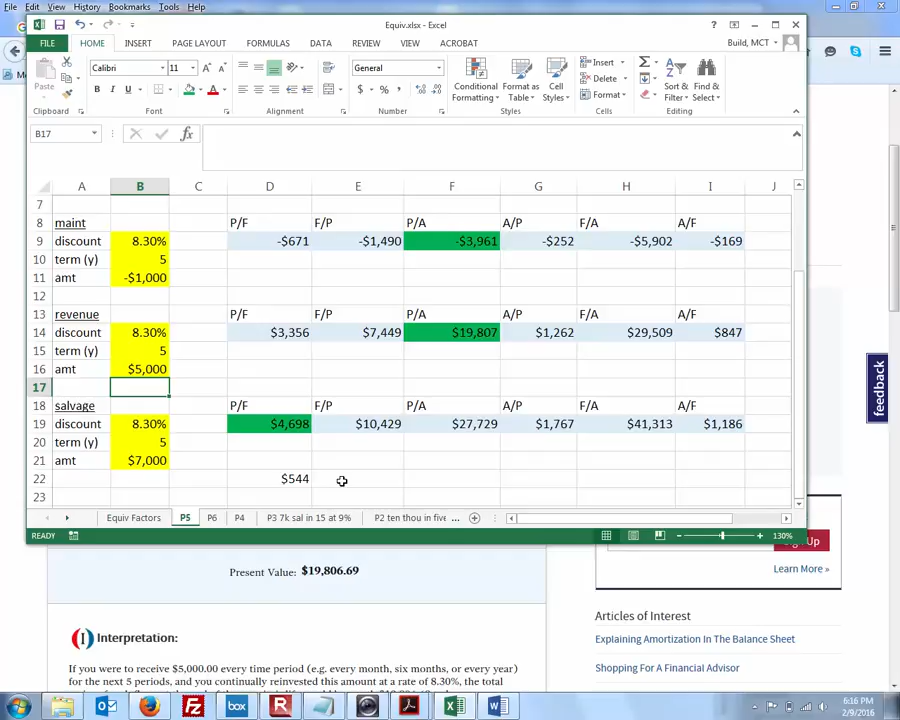 File Edit View History Bookmarks Tools Help
Equiv.xlsx - Excel
FILE HOME INSERT PAGE LAYOUT FORMULAS DATA REVIEW VIEW ACROBAT Build, MCT
Paste Calibri 11 General Conditional Formatting Format as Table Cell Styles Insert Delete Format Sort & Filter Find & Select
Clipboard Font Alignment Number Styles Cells Editing
B17 fx
A B C D E F G H I J
7
8 maint P/F F/P P/A A/P F/A A/F
9 discount 8.30% -$671 -$1,490 -$3,961 -$252 -$5,902 -$169
10 term (y) 5
11 amt -$1,000
12
13 revenue P/F F/P P/A A/P F/A A/F
14 discount 8.30% $3,356 $7,449 $19,807 $1,262 $29,509 $847
15 term (y) 5
16 amt $5,000
17
18 salvage P/F F/P P/A A/P F/A A/F
19 discount 8.30% $4,698 $10,429 $27,729 $1,767 $41,313 $1,186
20 term (y) 5
21 amt $7,000
22 $544
23
Equiv Factors P5 P6 P4 P3 7k sal in 15 at 9% P2 ten thou in five ...
READY 130%
feedback
Up
Learn More »
Present Value: $19,806.69
Articles of Interest
Explaining Amortization In The Balance Sheet
Shopping For A Financial Advisor
(I) Interpretation:
If you were to receive $5,000.00 every time period (e.g. every month, six months, or every year)
for the next 5 periods, and you continually reinvested this amount at a rate of 8.30%, the total
6:16 PM
2/9/2016